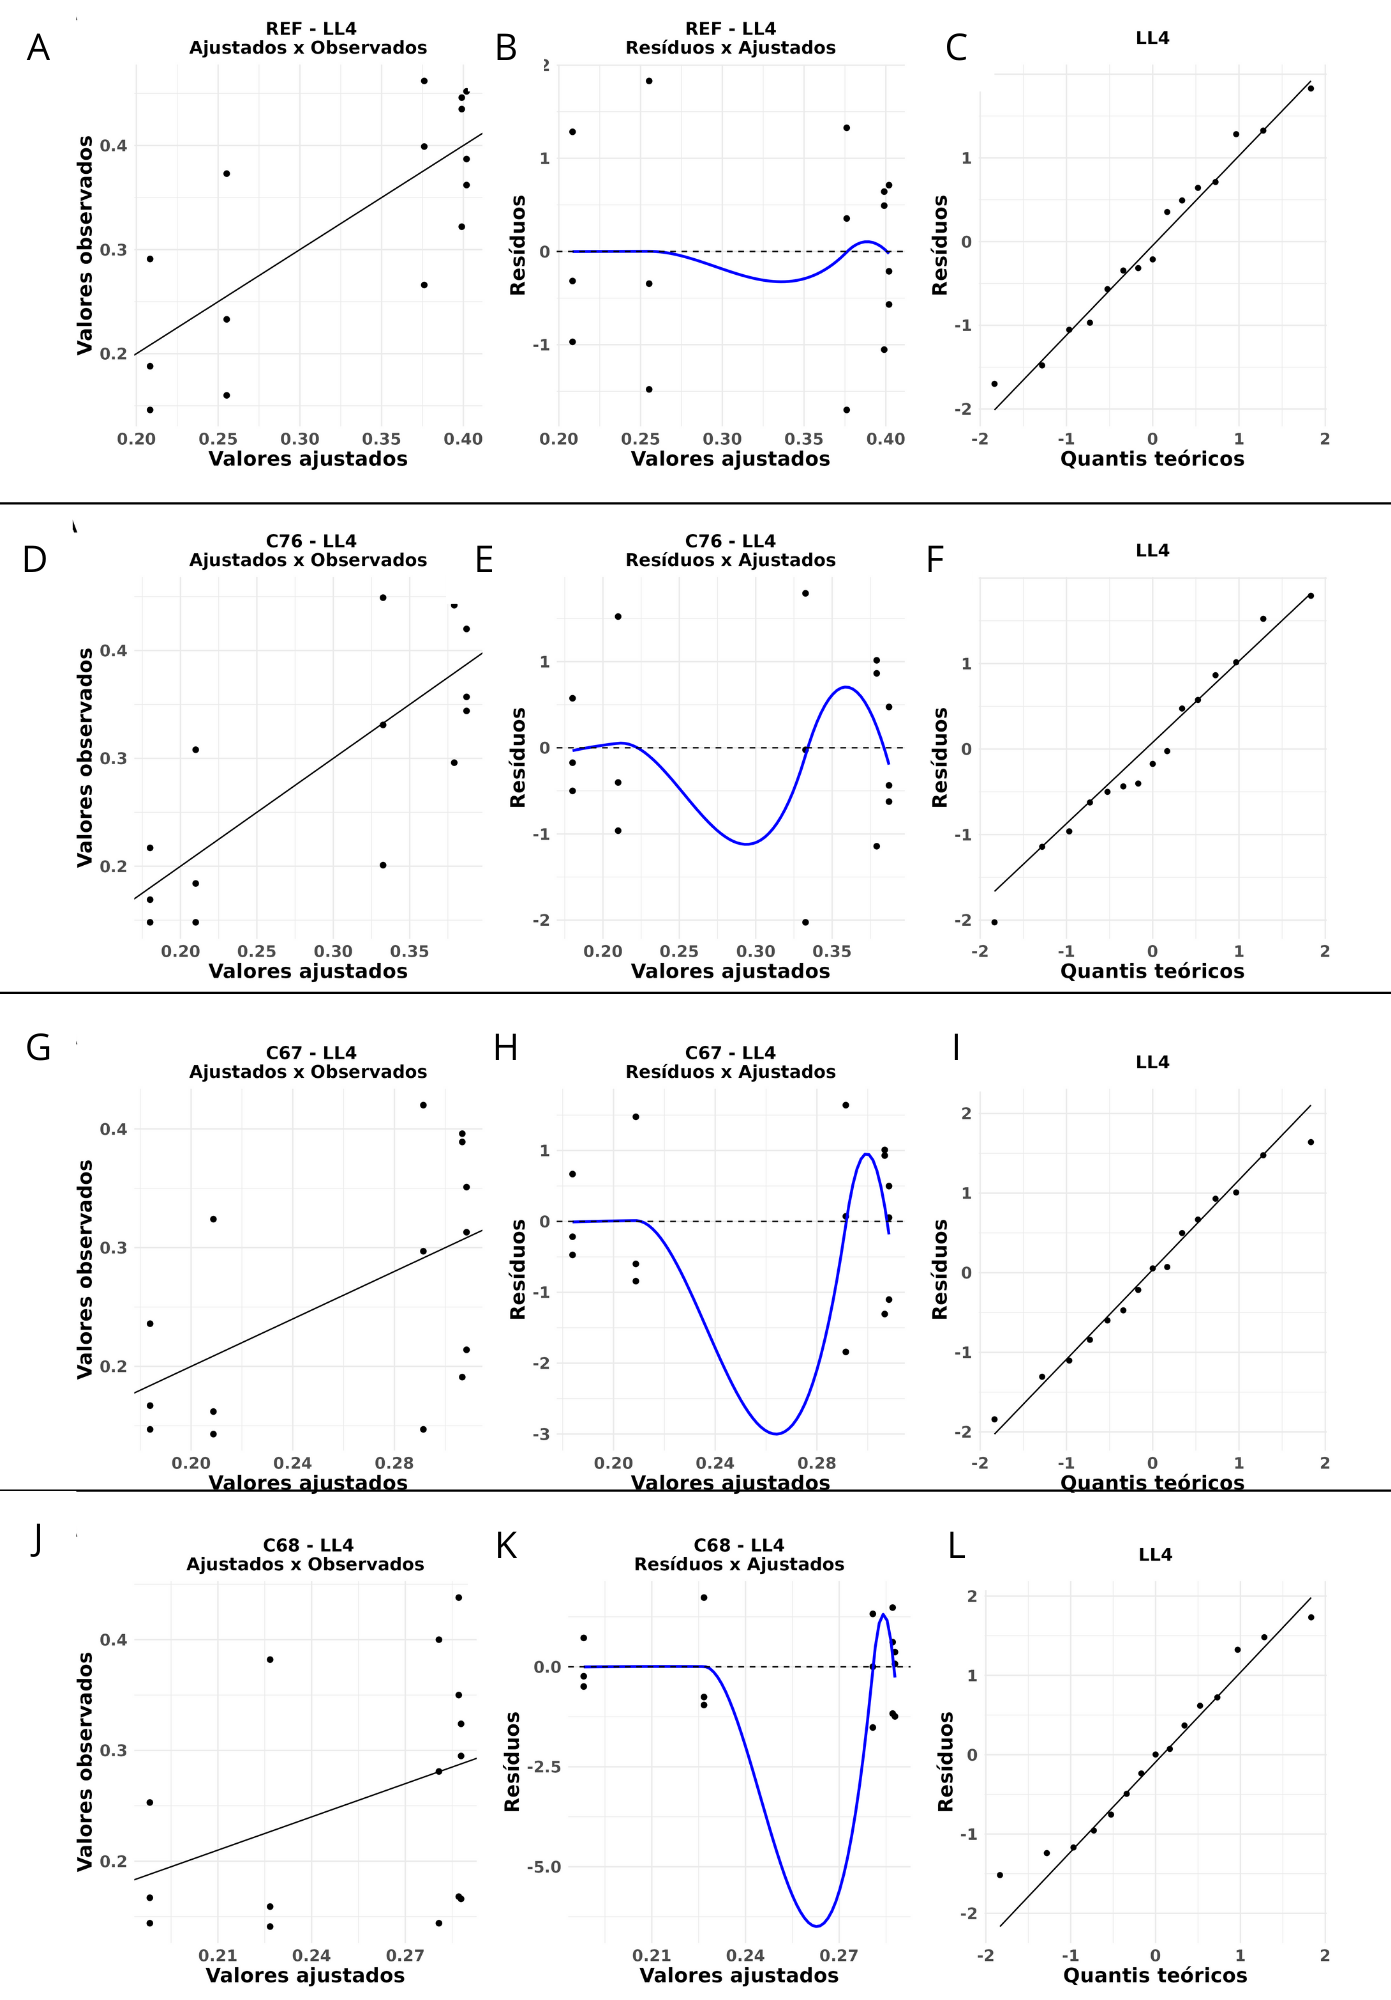 A
REF - LL4
Ajustados x Observados
B
REF - LL4
Resíduos x Ajustados
C
LL4
Valores observados
0.4
0.3
0.2
0.20 0.25 0.30 0.35 0.40
Valores ajustados
Resíduos
2
1
0
-1
0.20 0.25 0.30 0.35 0.40
Valores ajustados
Resíduos
1
0
-1
-2
-2 -1 0 1 2
Quantis teóricos
D
C76 - LL4
Ajustados x Observados
E
C76 - LL4
Resíduos x Ajustados
F
LL4
Valores observados
0.4
0.3
0.2
0.20 0.25 0.30 0.35
Valores ajustados
Resíduos
1
0
-1
-2
0.20 0.25 0.30 0.35
Valores ajustados
Resíduos
1
0
-1
-2
-2 -1 0 1 2
Quantis teóricos
G
C67 - LL4
Ajustados x Observados
H
C67 - LL4
Resíduos x Ajustados
I
LL4
Valores observados
0.4
0.3
0.2
0.20 0.24 0.28
Valores ajustados
Resíduos
1
0
-1
-2
-3
0.20 0.24 0.28
Valores ajustados
Resíduos
2
1
0
-1
-2
-2 -1 0 1 2
Quantis teóricos
J
C68 - LL4
Ajustados x Observados
K
C68 - LL4
Resíduos x Ajustados
L
LL4
Valores observados
0.4
0.3
0.2
0.21 0.24 0.27
Valores ajustados
Resíduos
0.0
-2.5
-5.0
0.21 0.24 0.27
Valores ajustados
Resíduos
2
1
0
-1
-2
-2 -1 0 1 2
Quantis teóricos